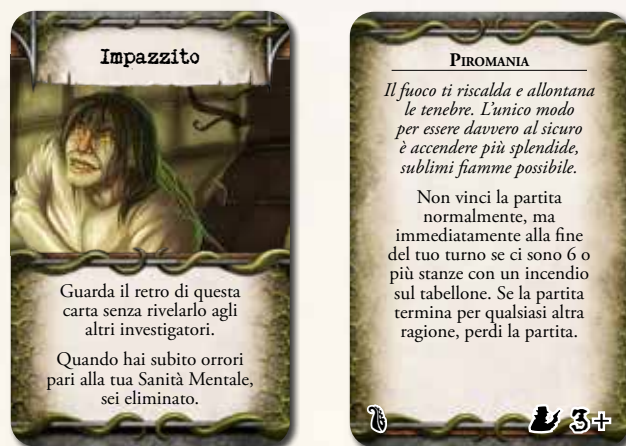 Impazzito
Guarda il retro di questa
carta senza rivelarlo agli
altri investigatori.
Quando hai subito orrori
pari alla tua Sanità Mentale,
sei eliminato.
Piromania
Il fuoco ti riscalda e allontana
le tenebre. L'unico modo
per essere davvero al sicuro
è accendere più splendide,
sublimi fiamme possibile.
Non vinci la partita
normalmente, ma
immediatamente alla fine
del tuo turno se ci sono 6 o
più stanze con un incendio
sul tabellone. Se la partita
termina per qualsiasi altra
ragione, perdi la partita.
3+